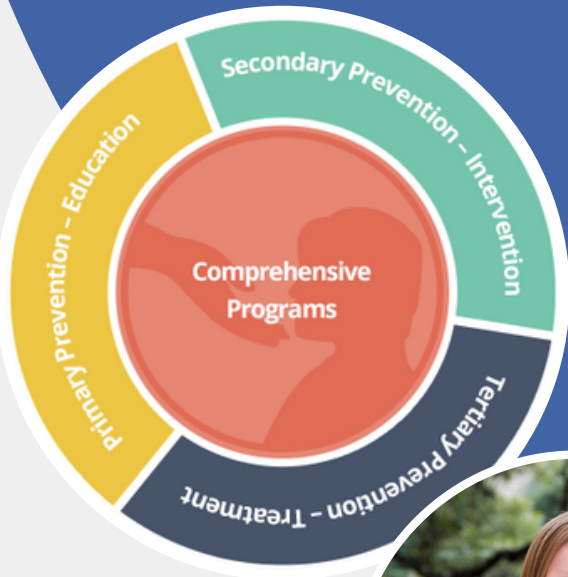 Primary Prevention – Education
Secondary Prevention – Intervention
Tertiary Prevention – Treatment
Comprehensive
Programs